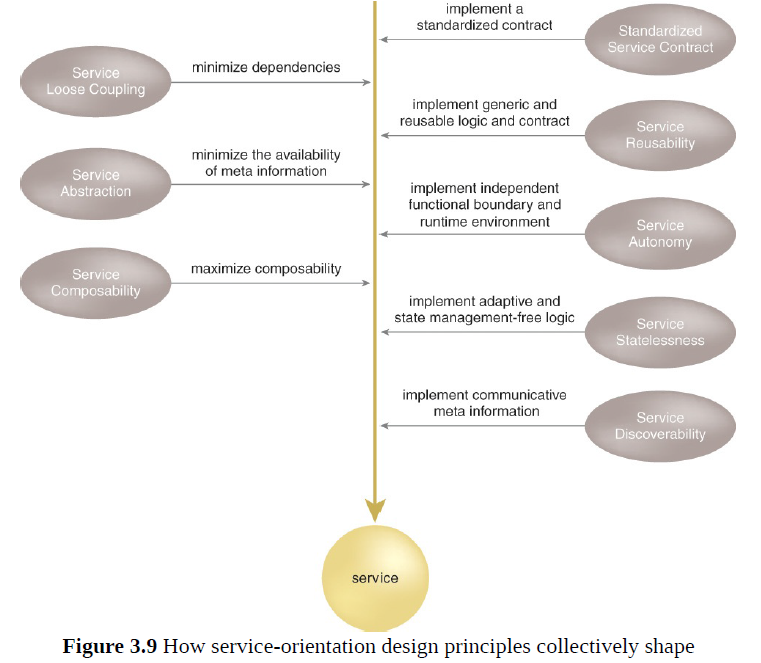 implement a
standardized contract
Standardized
Service Contract
Service
Loose Coupling
minimize dependencies
implement generic and
reusable logic and contract
Service
Reusability
Service
Abstraction
minimize the availability
of meta information
implement independent
functional boundary and
runtime environment
Service
Autonomy
Service
Composability
maximize composability
implement adaptive and
state management-free logic
Service
Statelessness
implement communicative
meta information
Service
Discoverability
service
Figure 3.9 How service-orientation design principles collectively shape